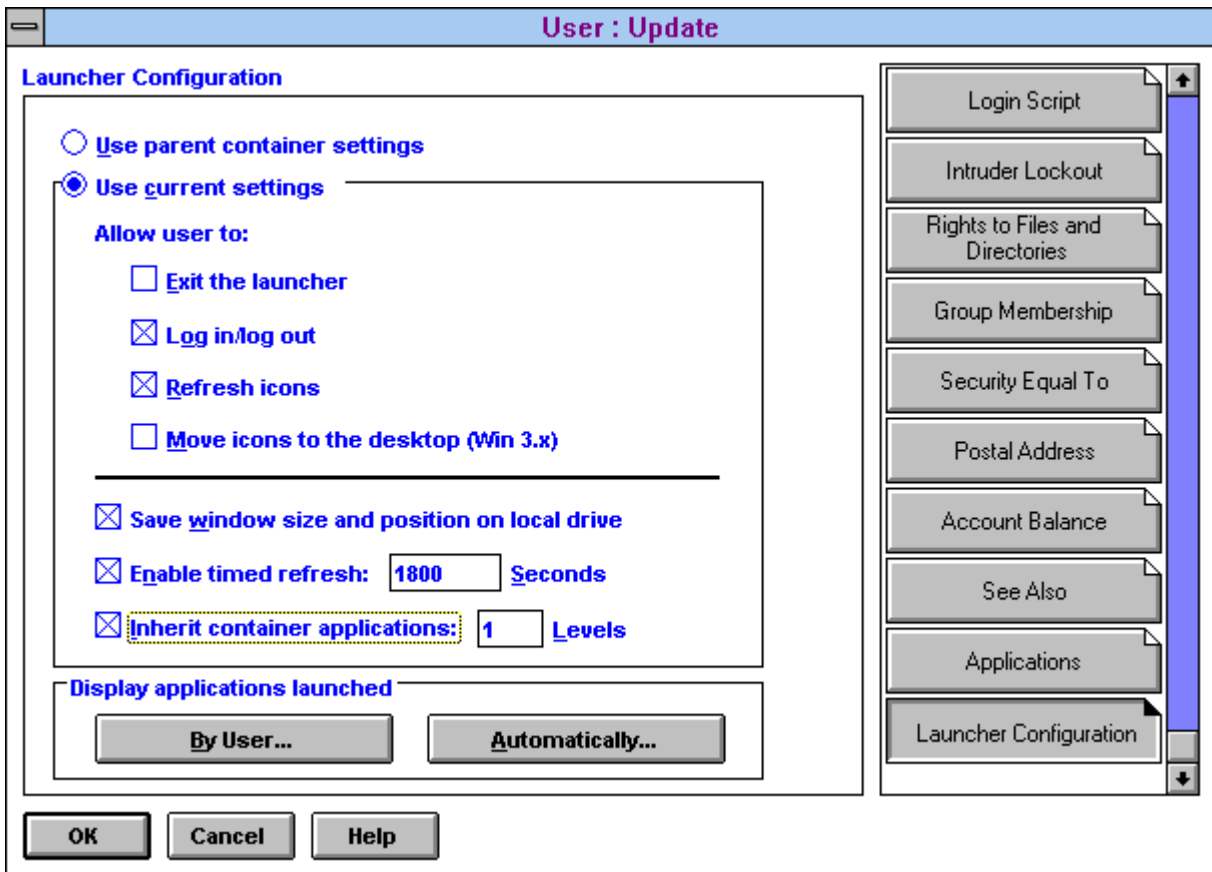 User : Update
Launcher Configuration
Use parent container settings
Use current settings
Allow user to:
Exit the launcher
Log in/log out
Refresh icons
Move icons to the desktop (Win 3.x)
Save window size and position on local drive
Enable timed refresh: 1800 Seconds
Inherit container applications: 1 Levels
Display applications launched
By User...
Automatically...
OK
Cancel
Help
Login Script
Intruder Lockout
Rights to Files and
Directories
Group Membership
Security Equal To
Postal Address
Account Balance
See Also
Applications
Launcher Configuration